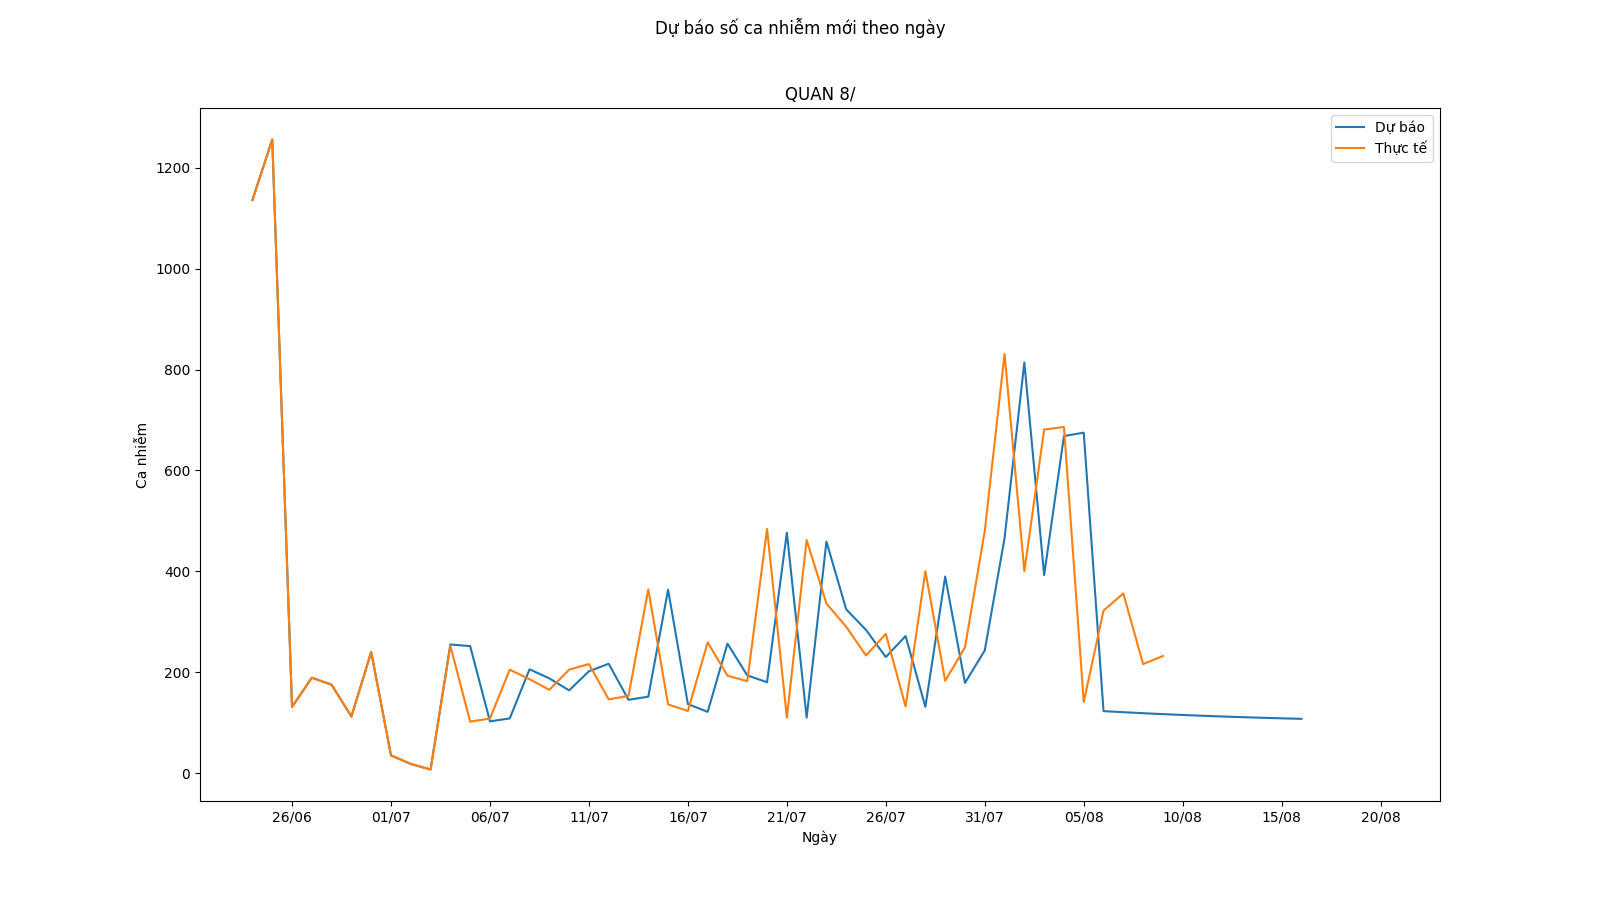 Dự báo số ca nhiễm mới theo ngày
QUAN 8/
Dự báo
Thực tế
1200
1000
800
600
400
200
0
Ca nhiễm
26/06 01/07 06/07 11/07 16/07 21/07 26/07 31/07 05/08 10/08 15/08 20/08
Ngày